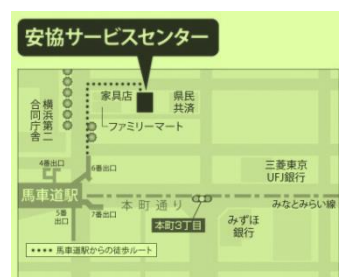 安協サービスセンター
家具店
県民
共済
横浜第二
合同庁舎
ファミリーマート
4番出口
6番出口
三菱東京
UFJ銀行
馬車道駅
本町通り
みなとみらい線
5番
出口
7番出口
本町3丁目
みずほ
銀行
馬車道駅からの徒歩ルート